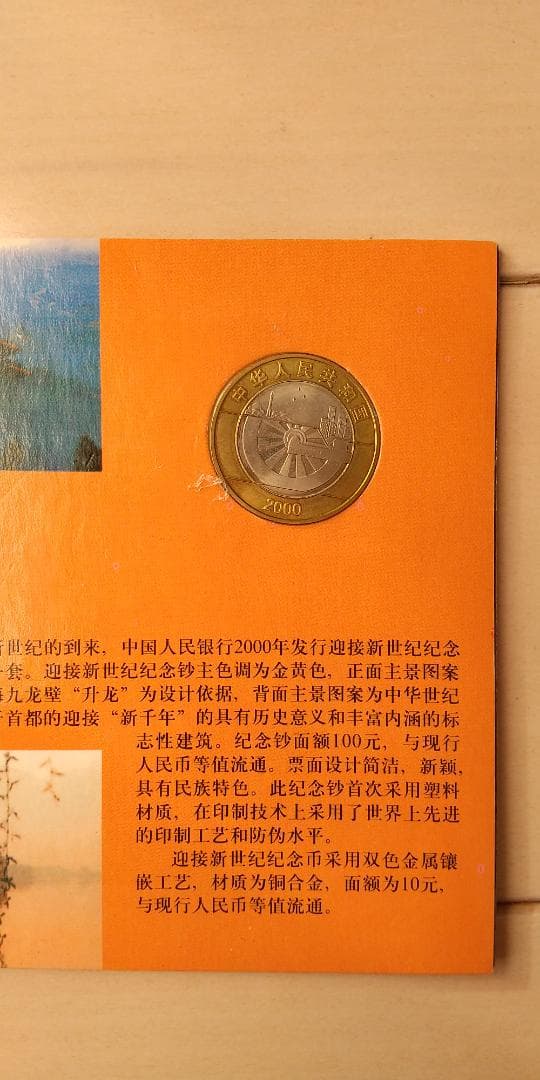 中华人民共和国
2000
新世纪的到来，中国人民银行2000年发行迎接新世纪纪念
一套。迎接新世纪纪念钞主色调为金黄色，正面主景图案
海九龙壁“升龙”为设计依据，背面主景图案为中华世纪
首都的迎接“新千年”的具有历史意义和丰富内涵的标
志性建筑。纪念钞面额100元，与现行
人民币等值流通。票面设计简洁，新颖，
具有民族特色。此纪念钞首次采用塑料
材质，在印制技术上采用了世界上先进
的印制工艺和防伪水平。
迎接新世纪纪念币采用双色金属镶
嵌工艺，材质为铜合金，面额为10元，
与现行人民币等值流通。